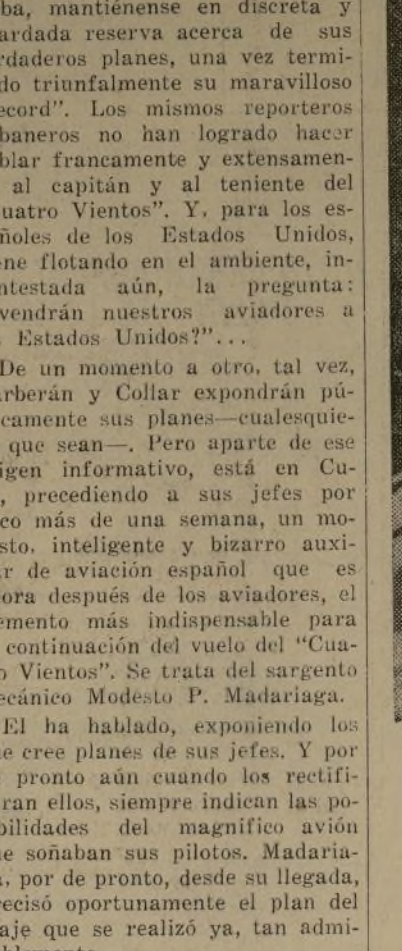 ba, mantiénense en discreta y
ardada reserva acerca de sus
rdaderos planes, una vez termi-
do triunfalmente su maravilloso
ecord". Los mismos reporteros
baneros no han logrado hacer
blar francamente y extensamen-
al capitán y al teniente del
uatro Vientos". Y, para los es-
ñoles de los Estados Unidos,
ne flotando en el ambiente, in-
ntestada aún, la pregunta:
vendrán nuestros aviadores a
Estados Unidos?"...
De un momento a otro, tal vez,
arberán y Collar expondrán pú-
camente sus planes—cualesquie-
que sean—. Pero aparte de ese
igen informativo, está en Cu-
, precediendo a sus jefes por
co más de una semana, un mo-
sto, inteligente y bizarro auxi-
r de aviación español que es
ora después de los aviadores, el
emento más indispensable para
continuación del vuelo del "Cua-
o Vientos". Se trata del sargento
ecánico Modesto P. Madariaga.
El ha hablado, exponiendo los
e cree planes de sus jefes. Y por
pronto aún cuando los rectifi-
ran ellos, siempre indican las po-
bilidades del magnífico avión
e soñaban sus pilotos. Madaria-
, por de pronto, desde su llegada,
recisó oportunamente el plan del
aje que se realizó ya, tan admi-